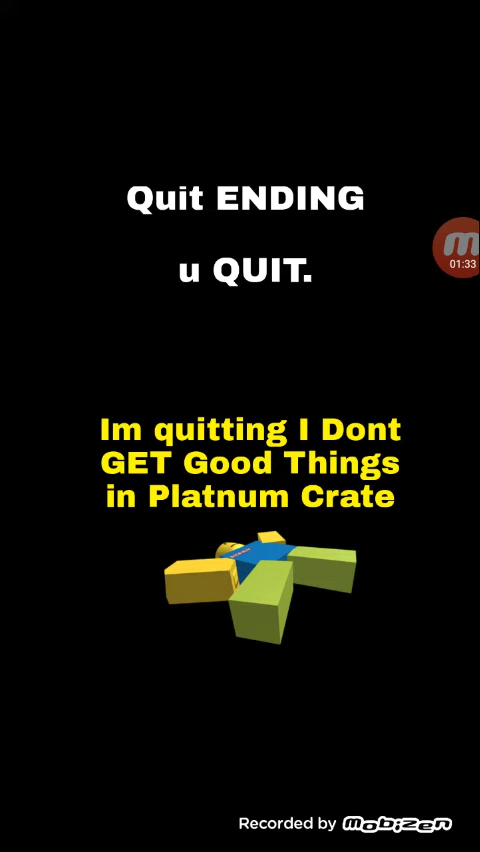 Quit ENDING
u QUIT.
01:33
Im quitting I Dont
GET Good Things
in Platnum Crate
Recorded by mobizen